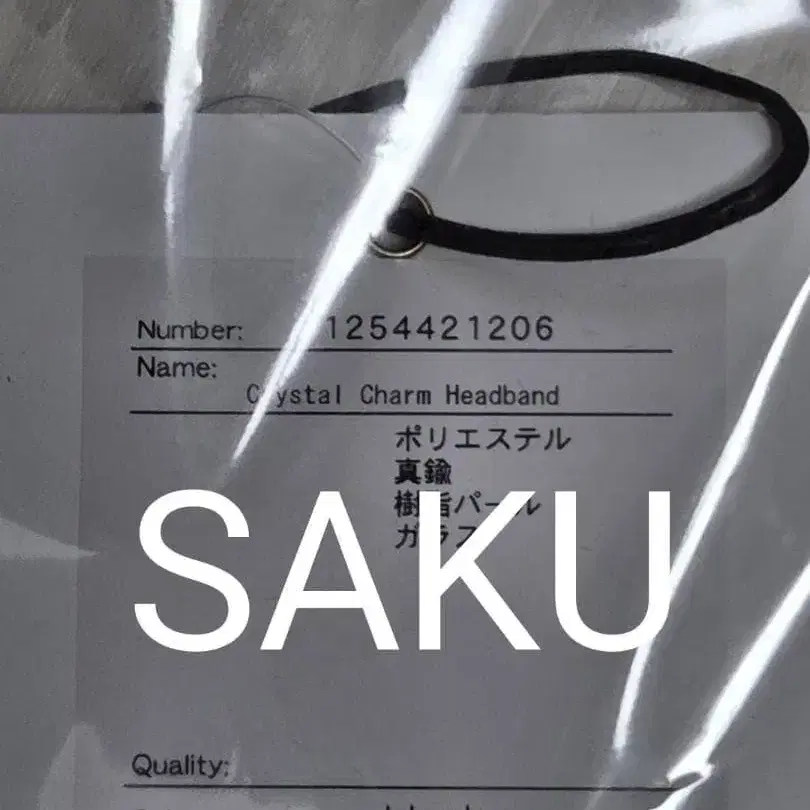 Number: 1254421206
Name:
Crystal Charm Headband
ポリエステル
真鍮
樹脂パール
ガラス
SAKU
Quality: